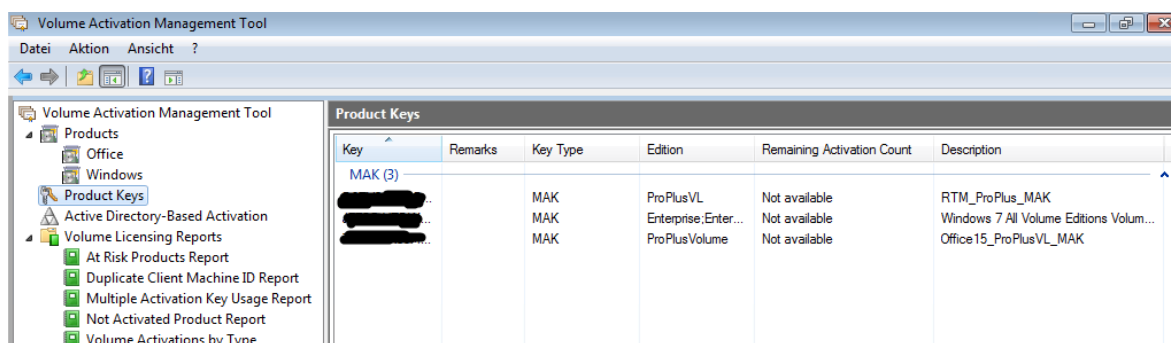 Volume Activation Management Tool
Datei Aktion Ansicht ?
Volume Activation Management Tool
Products
Office
Windows
Product Keys
Active Directory-Based Activation
Volume Licensing Reports
At Risk Products Report
Duplicate Client Machine ID Report
Multiple Activation Key Usage Report
Not Activated Product Report
Volume Activations by Type
Product Keys
Key Remarks Key Type Edition Remaining Activation Count Description
MAK (3)
MAK ProPlusVL Not available RTM_ProPlus_MAK
MAK Enterprise;Enter... Not available Windows 7 All Volume Editions Volum...
MAK ProPlusVolume Not available Office15_ProPlusVL_MAK